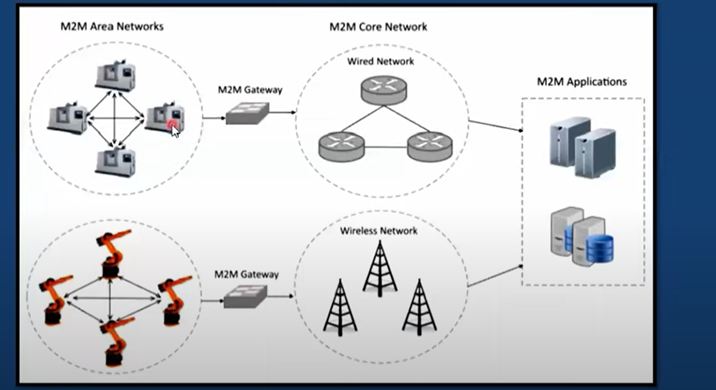 M2M Area Networks
M2M Core Network
Wired Network
M2M Gateway
M2M Applications
Wireless Network
M2M Gateway